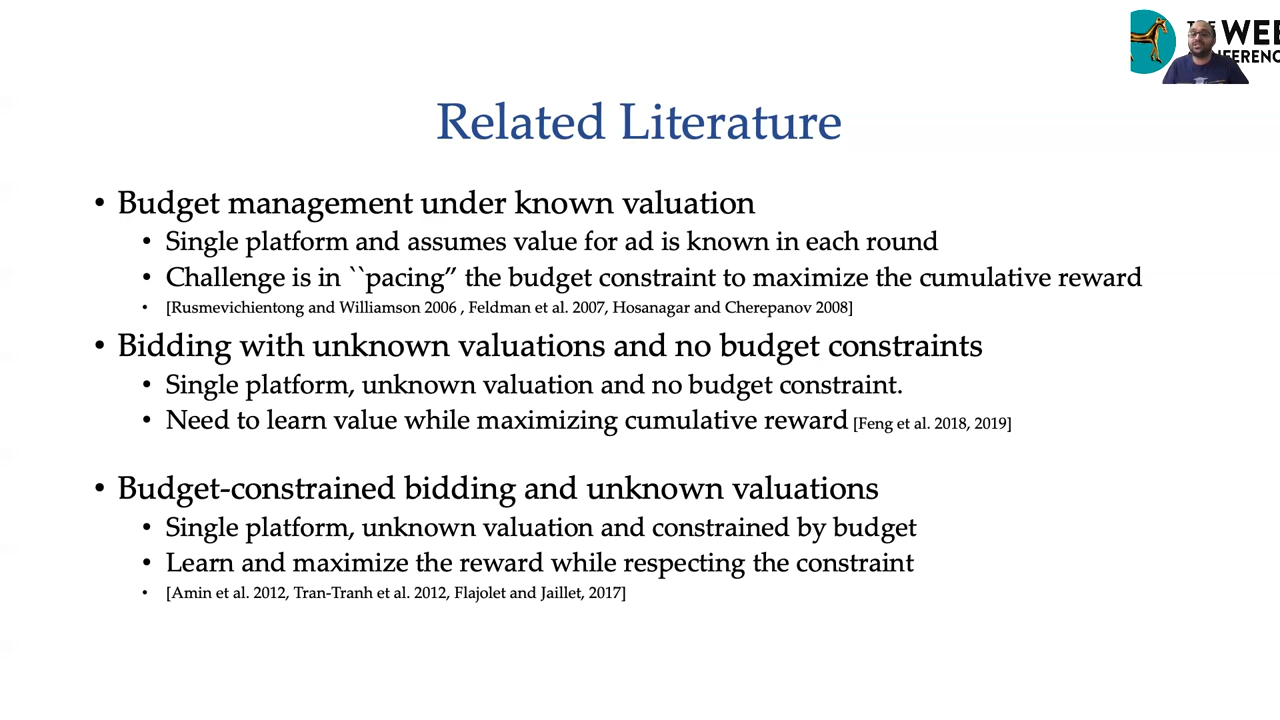 THE WEB
CONFERENCE
Related Literature
• Budget management under known valuation
• Single platform and assumes value for ad is known in each round
• Challenge is in ``pacing” the budget constraint to maximize the cumulative reward
• [Rusmevichientong and Williamson 2006 , Feldman et al. 2007, Hosanagar and Cherepanov 2008]
• Bidding with unknown valuations and no budget constraints
• Single platform, unknown valuation and no budget constraint.
• Need to learn value while maximizing cumulative reward [Feng et al. 2018, 2019]
• Budget-constrained bidding and unknown valuations
• Single platform, unknown valuation and constrained by budget
• Learn and maximize the reward while respecting the constraint
• [Amin et al. 2012, Tran-Tranh et al. 2012, Flajolet and Jaillet, 2017]